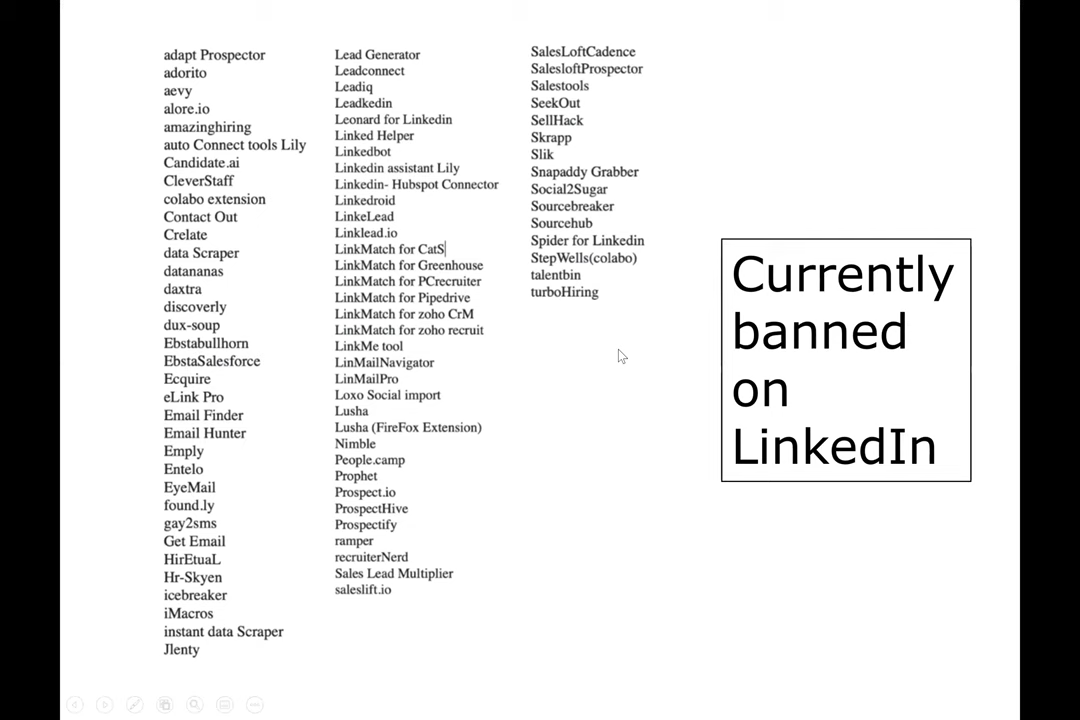 adapt Prospector
adorito
aevy
alore.io
amazinghiring
auto Connect tools Lily
Candidate.ai
CleverStaff
colabo extension
Contact Out
Crelate
data Scraper
datananas
daxtra
discoverly
dux-soup
Ebstabullhorn
EbstaSalesforce
Ecquire
eLink Pro
Email Finder
Email Hunter
Emply
Entelo
EyeMail
found.ly
gay2sms
Get Email
HirEtuaL
Hr-Skyen
icebreaker
iMacros
instant data Scraper
Jlenty
Lead Generator
Leadconnect
Leadiq
Leadkedin
Leonard for Linkedin
Linked Helper
Linkedbot
Linkedin assistant Lily
Linkedin- Hubspot Connector
Linkedroid
LinkeLead
Linklead.io
LinkMatch for CatS
LinkMatch for Greenhouse
LinkMatch for PCrecruiter
LinkMatch for Pipedrive
LinkMatch for zoho CrM
LinkMatch for zoho recruit
LinkMe tool
LinMailNavigator
LinMailPro
Loxo Social import
Lusha
Lusha (FireFox Extension)
Nimble
People.camp
Prophet
Prospect.io
ProspectHive
Prospectify
ramper
recruiterNerd
Sales Lead Multiplier
saleslift.io
SalesLoftCadence
SalesloftProspector
Salestools
SeekOut
SellHack
Skrapp
Slik
Snapaddy Grabber
Social2Sugar
Sourcebreaker
Sourcehub
Spider for Linkedin
StepWells(colabo)
talentbin
turboHiring
Currently
banned
on
LinkedIn